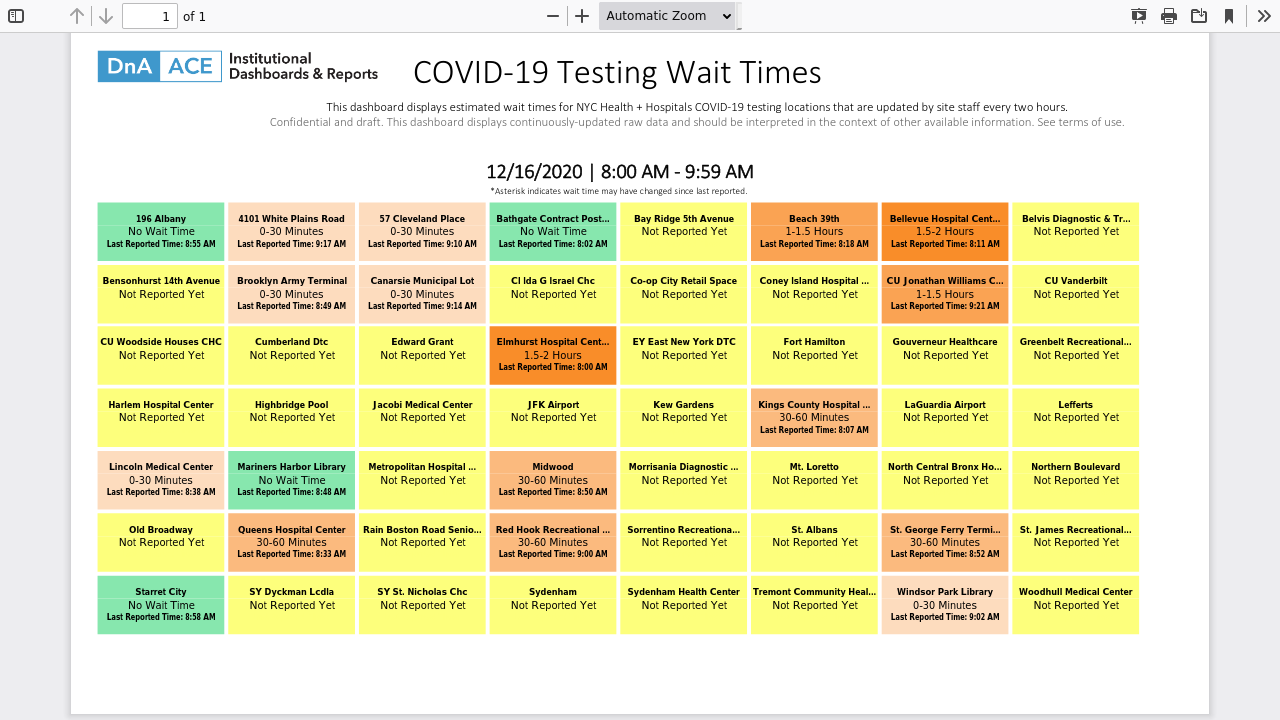 1 of 1
Automatic Zoom
DnA ACE Institutional Dashboards & Reports
COVID-19 Testing Wait Times
This dashboard displays estimated wait times for NYC Health + Hospitals COVID-19 testing locations that are updated by site staff every two hours.
Confidential and draft. This dashboard displays continuously-updated raw data and should be interpreted in the context of other available information. See terms of use.
12/16/2020 | 8:00 AM - 9:59 AM
*Asterisk indicates wait time may have changed since last reported.
196 Albany
No Wait Time
Last Reported Time: 8:55 AM
4101 White Plains Road
0-30 Minutes
Last Reported Time: 9:17 AM
57 Cleveland Place
0-30 Minutes
Last Reported Time: 9:10 AM
Bathgate Contract Post...
No Wait Time
Last Reported Time: 8:02 AM
Bay Ridge 5th Avenue
Not Reported Yet
Beach 39th
1-1.5 Hours
Last Reported Time: 8:18 AM
Bellevue Hospital Cent...
1.5-2 Hours
Last Reported Time: 8:11 AM
Belvis Diagnostic & Tr...
Not Reported Yet
Bensonhurst 14th Avenue
Not Reported Yet
Brooklyn Army Terminal
0-30 Minutes
Last Reported Time: 8:49 AM
Canarsie Municipal Lot
0-30 Minutes
Last Reported Time: 9:14 AM
Cl Ida G Israel Chc
Not Reported Yet
Co-op City Retail Space
Not Reported Yet
Coney Island Hospital ...
Not Reported Yet
CU Jonathan Williams C...
1-1.5 Hours
Last Reported Time: 9:21 AM
CU Vanderbilt
Not Reported Yet
CU Woodside Houses CHC
Not Reported Yet
Cumberland Dtc
Not Reported Yet
Edward Grant
Not Reported Yet
Elmhurst Hospital Cent...
1.5-2 Hours
Last Reported Time: 8:00 AM
EY East New York DTC
Not Reported Yet
Fort Hamilton
Not Reported Yet
Gouverneur Healthcare
Not Reported Yet
Greenbelt Recreational...
Not Reported Yet
Harlem Hospital Center
Not Reported Yet
Highbridge Pool
Not Reported Yet
Jacobi Medical Center
Not Reported Yet
JFK Airport
Not Reported Yet
Kew Gardens
Not Reported Yet
Kings County Hospital ...
30-60 Minutes
Last Reported Time: 8:07 AM
LaGuardia Airport
Not Reported Yet
Lefferts
Not Reported Yet
Lincoln Medical Center
0-30 Minutes
Last Reported Time: 8:38 AM
Mariners Harbor Library
No Wait Time
Last Reported Time: 8:48 AM
Metropolitan Hospital ...
Not Reported Yet
Midwood
30-60 Minutes
Last Reported Time: 8:50 AM
Morrisania Diagnostic ...
Not Reported Yet
Mt. Loretto
Not Reported Yet
North Central Bronx Ho...
Not Reported Yet
Northern Boulevard
Not Reported Yet
Old Broadway
Not Reported Yet
Queens Hospital Center
30-60 Minutes
Last Reported Time: 8:33 AM
Rain Boston Road Senio...
Not Reported Yet
Red Hook Recreational ...
30-60 Minutes
Last Reported Time: 9:00 AM
Sorrentino Recreationa...
Not Reported Yet
St. Albans
Not Reported Yet
St. George Ferry Termi...
30-60 Minutes
Last Reported Time: 8:52 AM
St. James Recreational...
Not Reported Yet
Starret City
No Wait Time
Last Reported Time: 8:58 AM
SY Dyckman Lcdla
Not Reported Yet
SY St. Nicholas Chc
Not Reported Yet
Sydenham
Not Reported Yet
Sydenham Health Center
Not Reported Yet
Tremont Community Heal...
Not Reported Yet
Windsor Park Library
0-30 Minutes
Last Reported Time: 9:02 AM
Woodhull Medical Center
Not Reported Yet